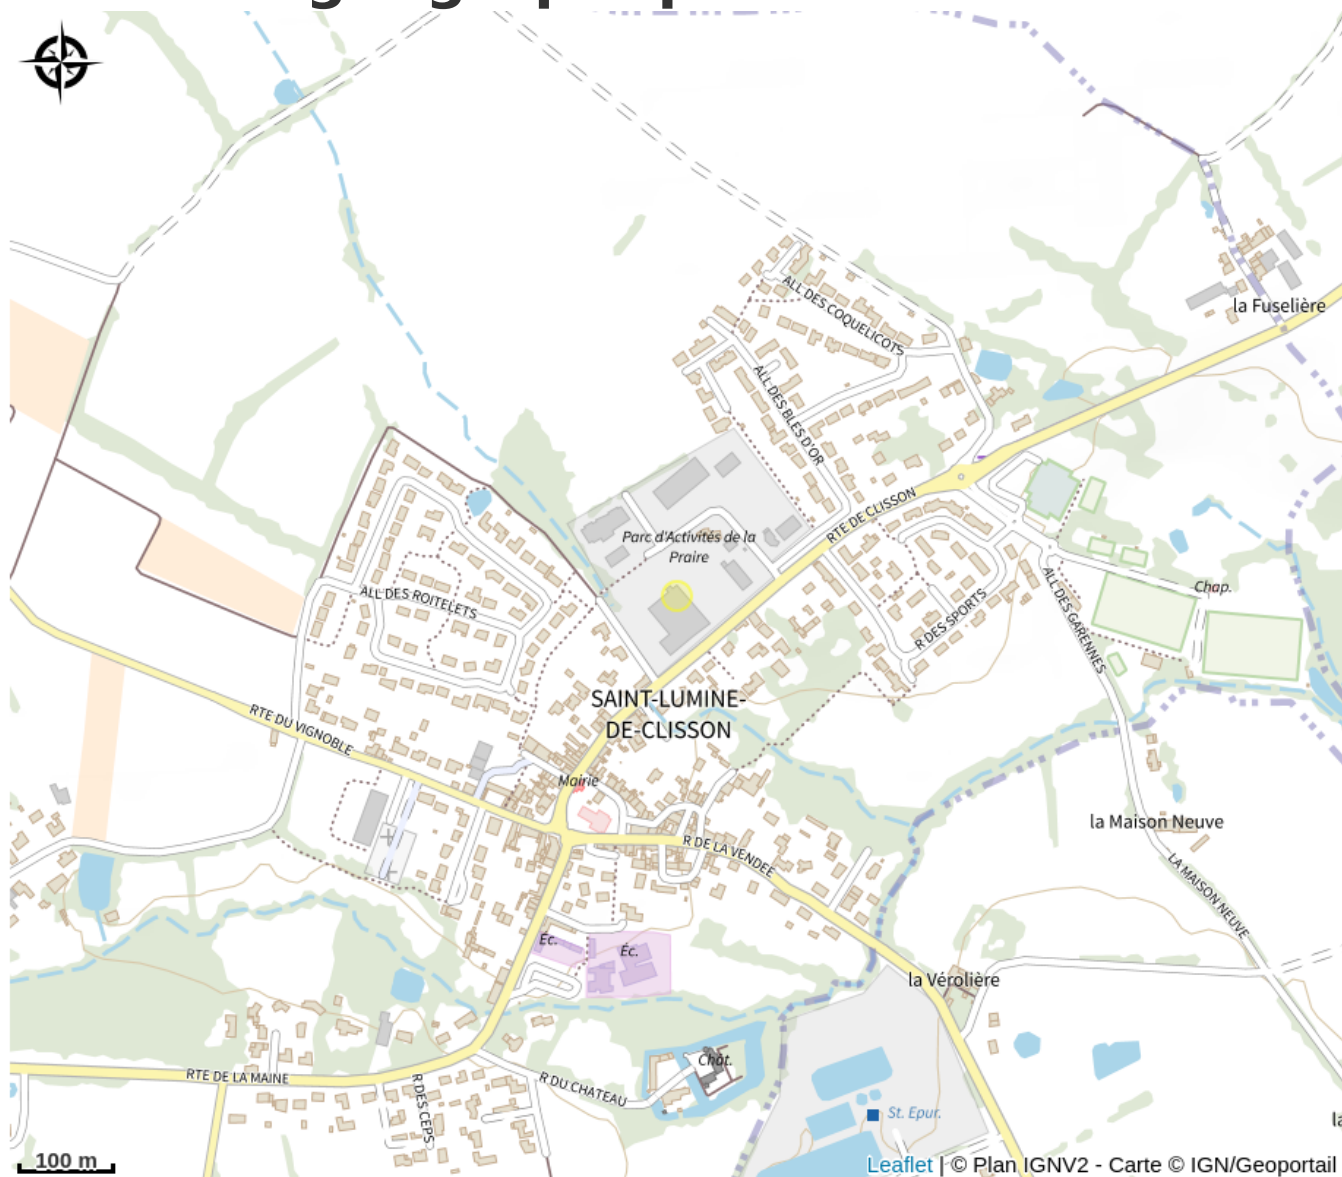 la Fuselière
ALL DES COQUELICOTS
ALL DES BLES D'OR
RTE DE CLISSON
Parc d'Activités de la
Praire
Chap.
ALL DES ROITELETS
ALL DES GARENNES
R DES SPORTS
SAINT-LUMINE-
DE-CLISSON
RTE DU VIGNOBLE
Mairie
la Maison Neuve
R DE LA VENDEE
LA MAISON NEUVE
Éc.
Éc.
la Vérolière
Chât.
RTE DE LA MAINE
R DES CEPS
R DU CHATEAU
St. Epur.
100 m
Leaflet | © Plan IGNV2 - Carte © IGN/Geoportail